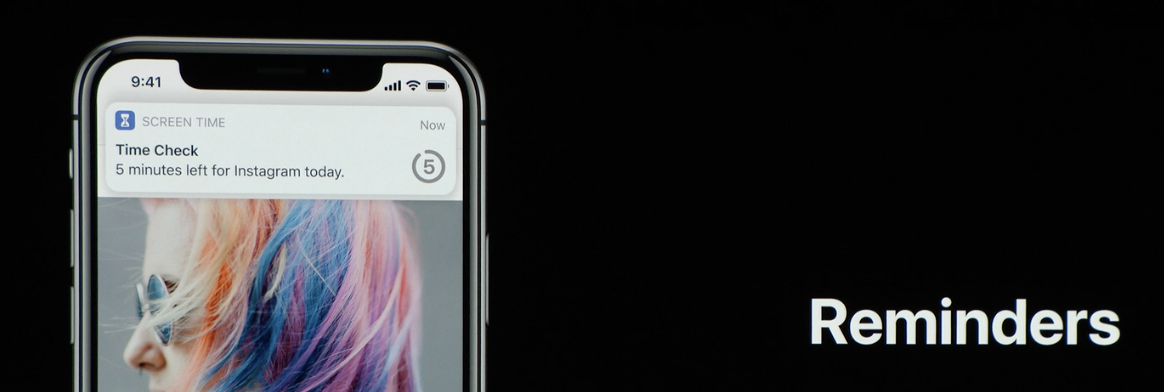 9:41
SCREEN TIME
Now
Time Check
5 minutes left for Instagram today.
5
Reminders